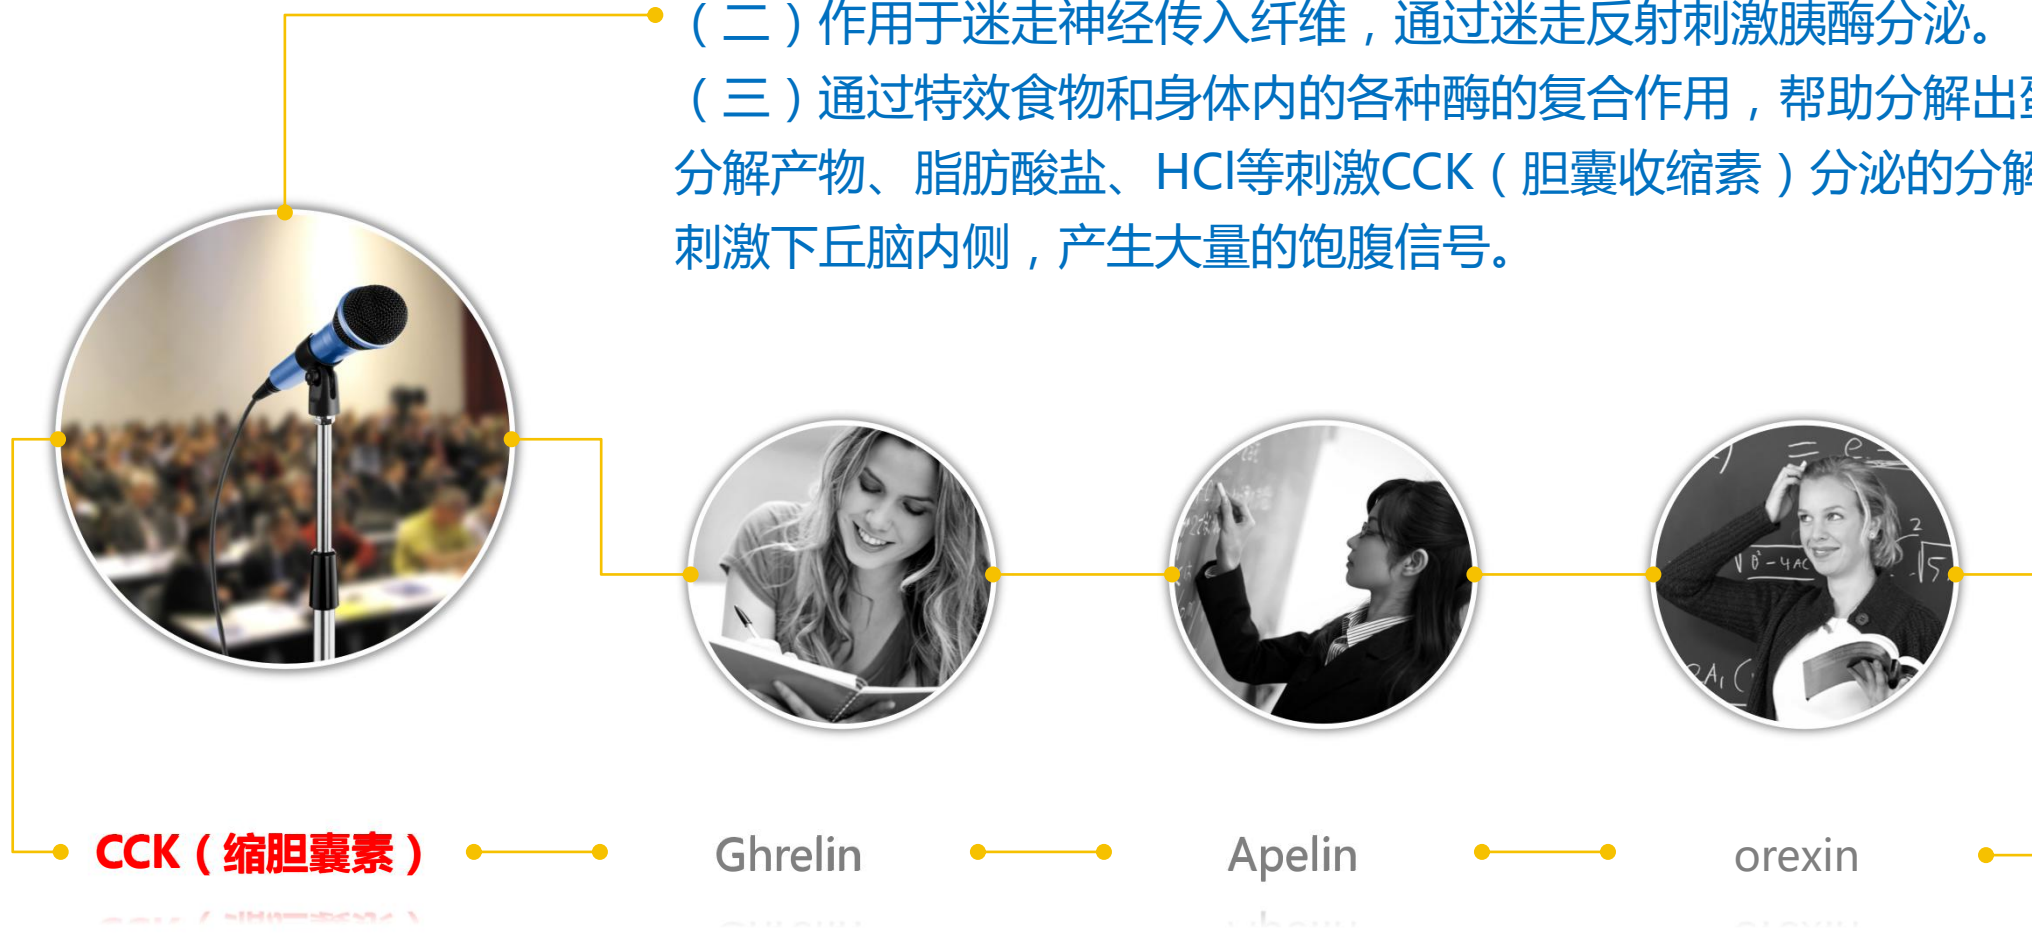 （二）作用于迷走神经传入纤维，通过迷走反射刺激胰酶分泌。
（三）通过特效食物和身体内的各种酶的复合作用，帮助分解出
分解产物、脂肪酸盐、HCl等刺激CCK（胆囊收缩素）分泌的分解
刺激下丘脑内侧，产生大量的饱腹信号。
CCK（缩胆囊素） Ghrelin Apelin orexin